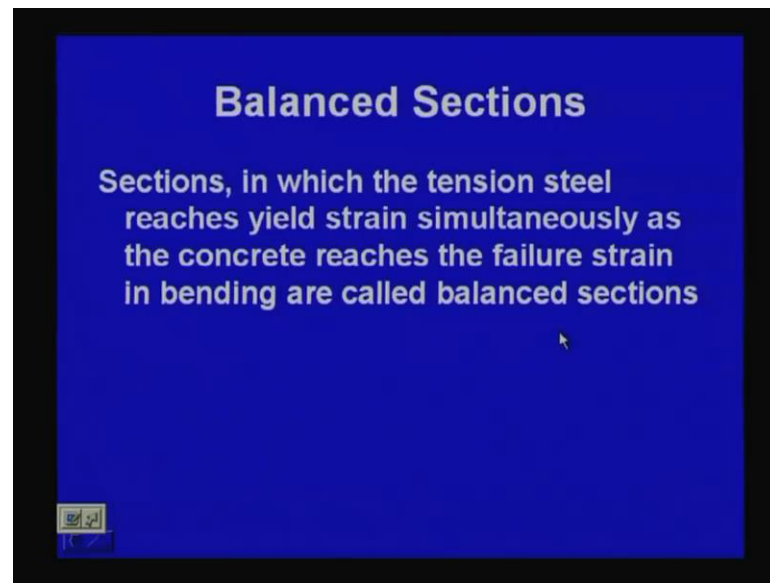 Balanced Sections
Sections, in which the tension steel
reaches yield strain simultaneously as
the concrete reaches the failure strain
in bending are called balanced sections